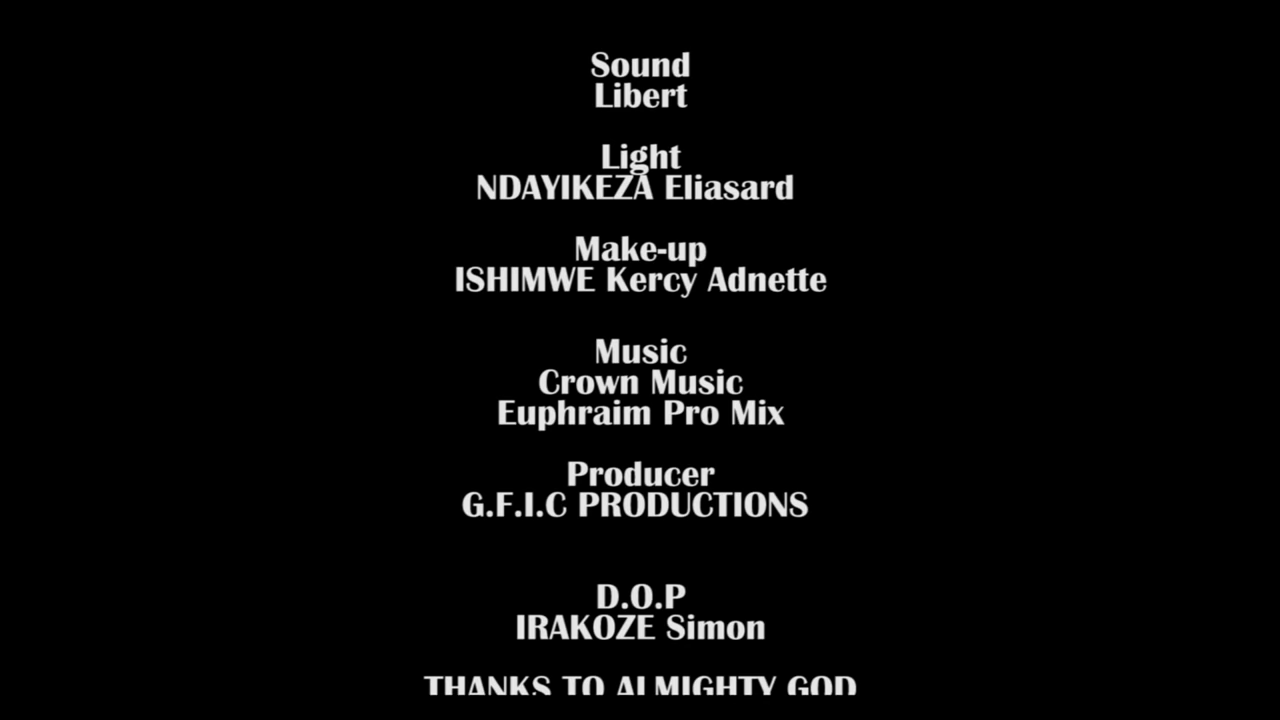 Sound
Libert
Light
NDAYIKEZA Eliasard
Make-up
ISHIMWE Kercy Adnette
Music
Crown Music
Euphraim Pro Mix
Producer
G.F.I.C PRODUCTIONS
D.O.P
IRAKOZE Simon
THANKS TO ALMIGHTY GOD